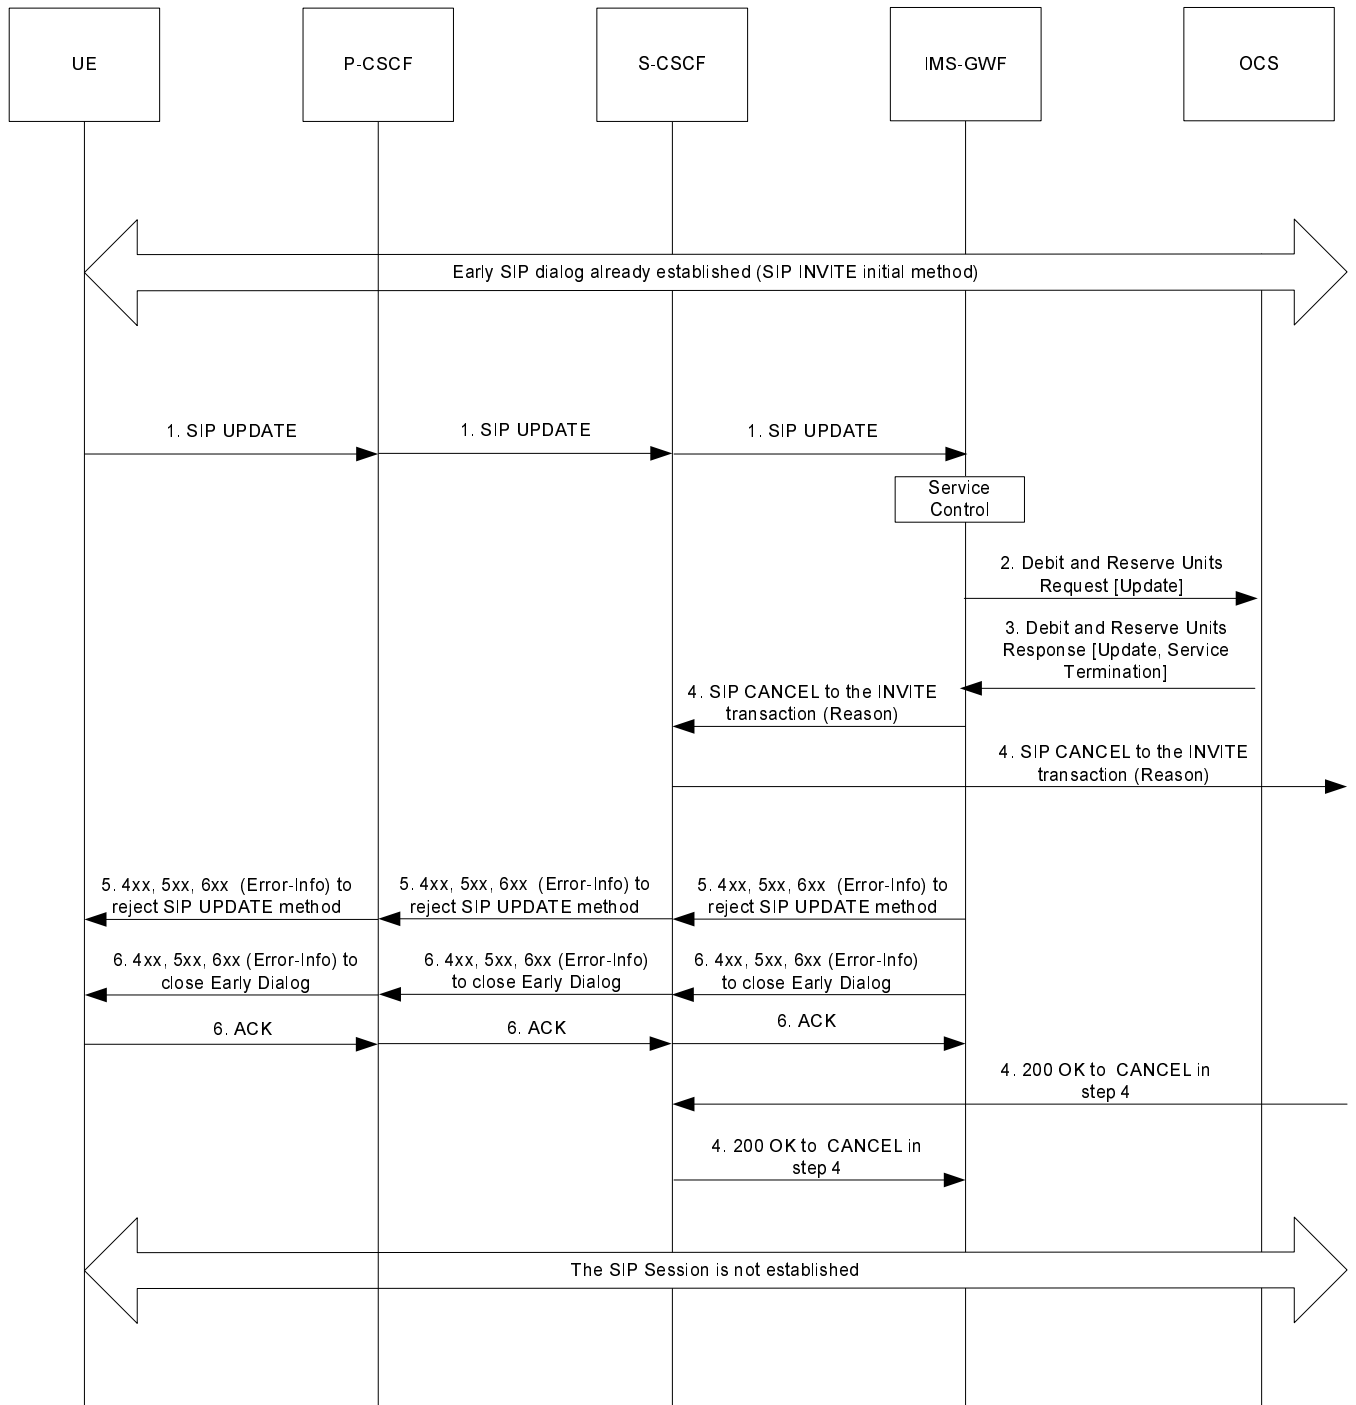 UE
P-CSCF
S-CSCF
IMS-GWF
OCS
Early SIP dialog already established (SIP INVITE initial method)
1. SIP UPDATE
1. SIP UPDATE
1. SIP UPDATE
Service
Control
2. Debit and Reserve Units
Request [Update]
3. Debit and Reserve Units
Response [Update, Service
Termination]
4. SIP CANCEL to the INVITE
transaction (Reason)
4. SIP CANCEL to the INVITE
transaction (Reason)
5. 4xx, 5xx, 6xx (Error-Info) to
reject SIP UPDATE method
5. 4xx, 5xx, 6xx (Error-Info) to
reject SIP UPDATE method
5. 4xx, 5xx, 6xx (Error-Info) to
reject SIP UPDATE method
6. 4xx, 5xx, 6xx (Error-Info) to
close Early Dialog
6. 4xx, 5xx, 6xx (Error-Info)
to close Early Dialog
6. 4xx, 5xx, 6xx (Error-Info)
to close Early Dialog
6. ACK
6. ACK
6. ACK
4. 200 OK to CANCEL in
step 4
4. 200 OK to CANCEL in
step 4
The SIP Session is not established